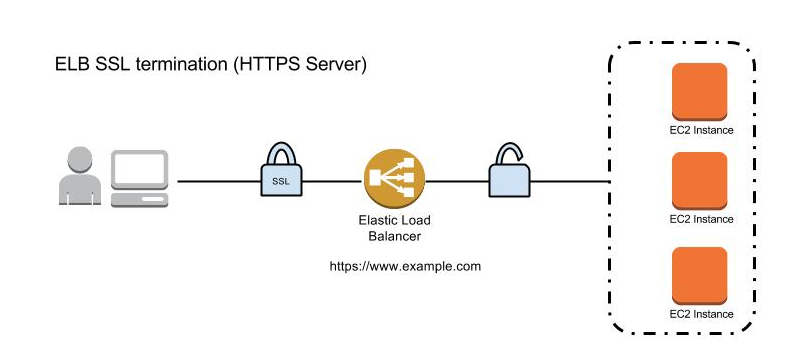 ELB SSL termination (HTTPS Server)
EC2 Instance
SSL
EC2 Instance
Elastic Load
Balancer
https://www.example.com
EC2 Instance